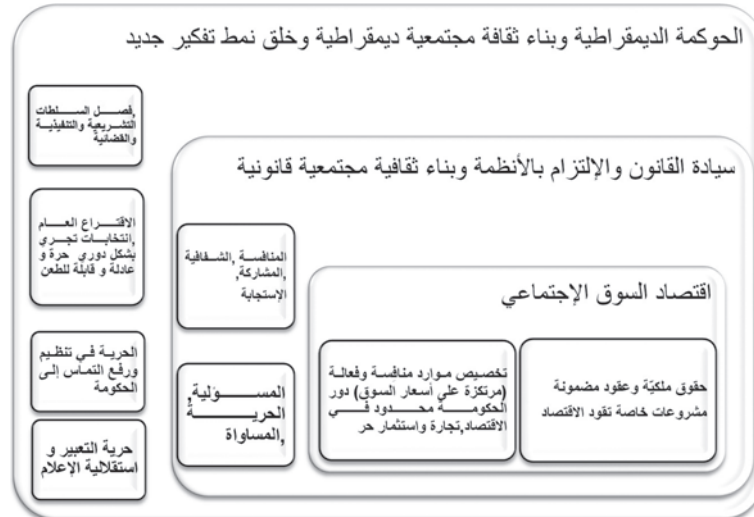 الحوكمة الديمقراطية وبناء ثقافة مجتمعية ديمقراطية وخلق نمط تفكير جديد
,فصل السلطات
التشريعية والتنفيذية
والقضائية
سيادة القانون والإلتزام بالأنظمة وبناء ثقافية مجتمعية قانونية
الاقتراع العام
,انتخابات تجري
بشكل دوري حرة و
عادلة و قابلة للطعن
المنافسة ,الشفافية
,المشاركة,
الإستجابة
اقتصاد السوق الإجتماعي
الحرية في تنظيم
ورفع التماس إلى
الحكومة
المسؤلية,
الحرية
,المساواة
تخصيص موارد منافسة وفعالة
(مرتكزة على أسعار السوق) دور
الحكومة محدود في
الاقتصاد,تجارة واستثمار حر
حقوق ملكيّة وعقود مضمونة
مشروعات خاصة تقود الاقتصاد
حرية التعبير و
استقلالية الإعلام